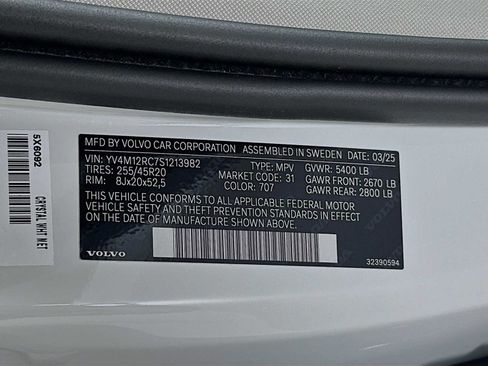 MFD BY VOLVO CAR CORPORATION ASSEMBLED IN SWEDEN DATE: 03/25
VIN: YV4M12RC7S1213982 TYPE: MPV GVWR: 5400 LB
TIRES: 255/45R20 MARKET: 31 GAWR FRONT: 2670 LB
RIM: 8Jx20x52,5 COLOR: 707 GAWR REAR: 2800 LB
THIS VEHICLE CONFORMS TO ALL APPLICABLE FEDERAL MOTOR
VEHICLE SAFETY AND THEFT PREVENTION STANDARDS IN EFFECT
ON THE DATE OF MANUFACTURE SHOWN ABOVE.
VOLVO
32390594
5X6092
CRYSTAL WHIT NET